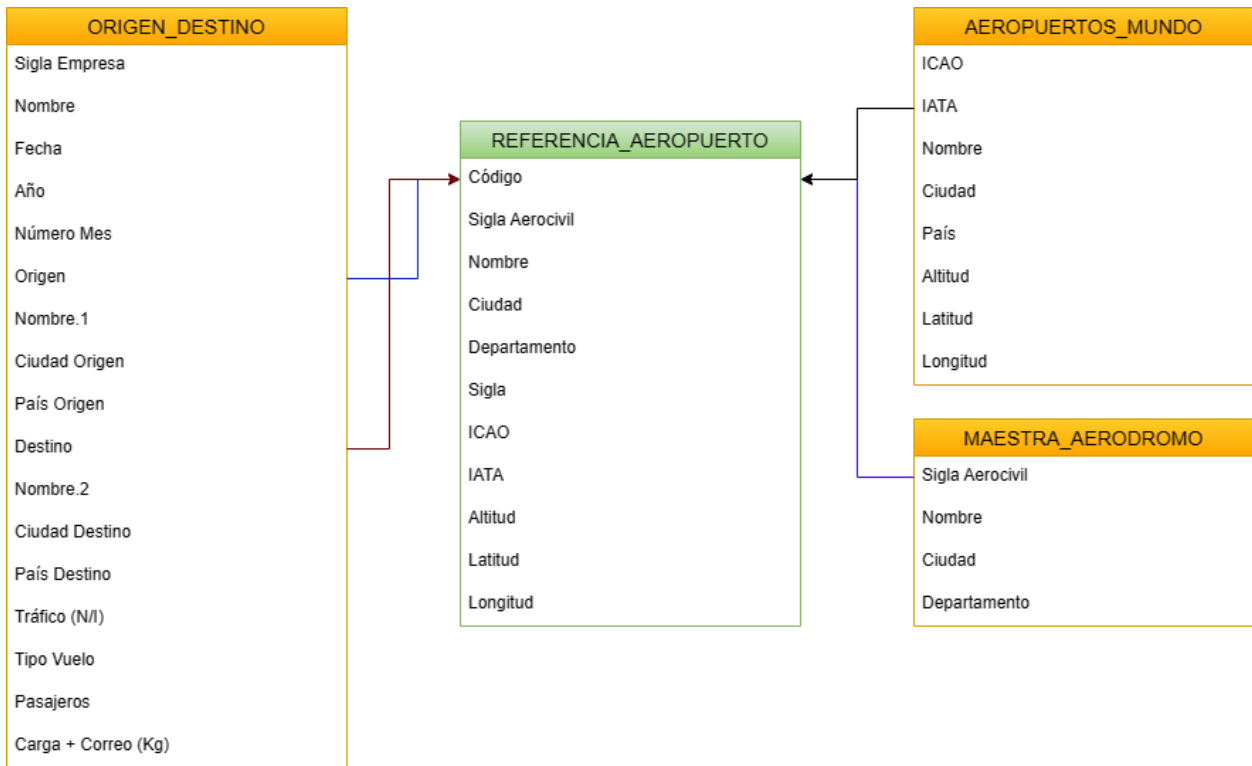 ORIGEN_DESTINO
Sigla Empresa
Nombre
Fecha
Año
Número Mes
Origen
Nombre.1
Ciudad Origen
País Origen
Destino
Nombre.2
Ciudad Destino
País Destino
Tráfico (N/I)
Tipo Vuelo
Pasajeros
Carga + Correo (Kg)
REFERENCIA_AEROPUERTO
Código
Sigla Aerocivil
Nombre
Ciudad
Departamento
Sigla
ICAO
IATA
Altitud
Latitud
Longitud
AEROPUERTOS_MUNDO
ICAO
IATA
Nombre
Ciudad
País
Altitud
Latitud
Longitud
MAESTRA_AERODROMO
Sigla Aerocivil
Nombre
Ciudad
Departamento